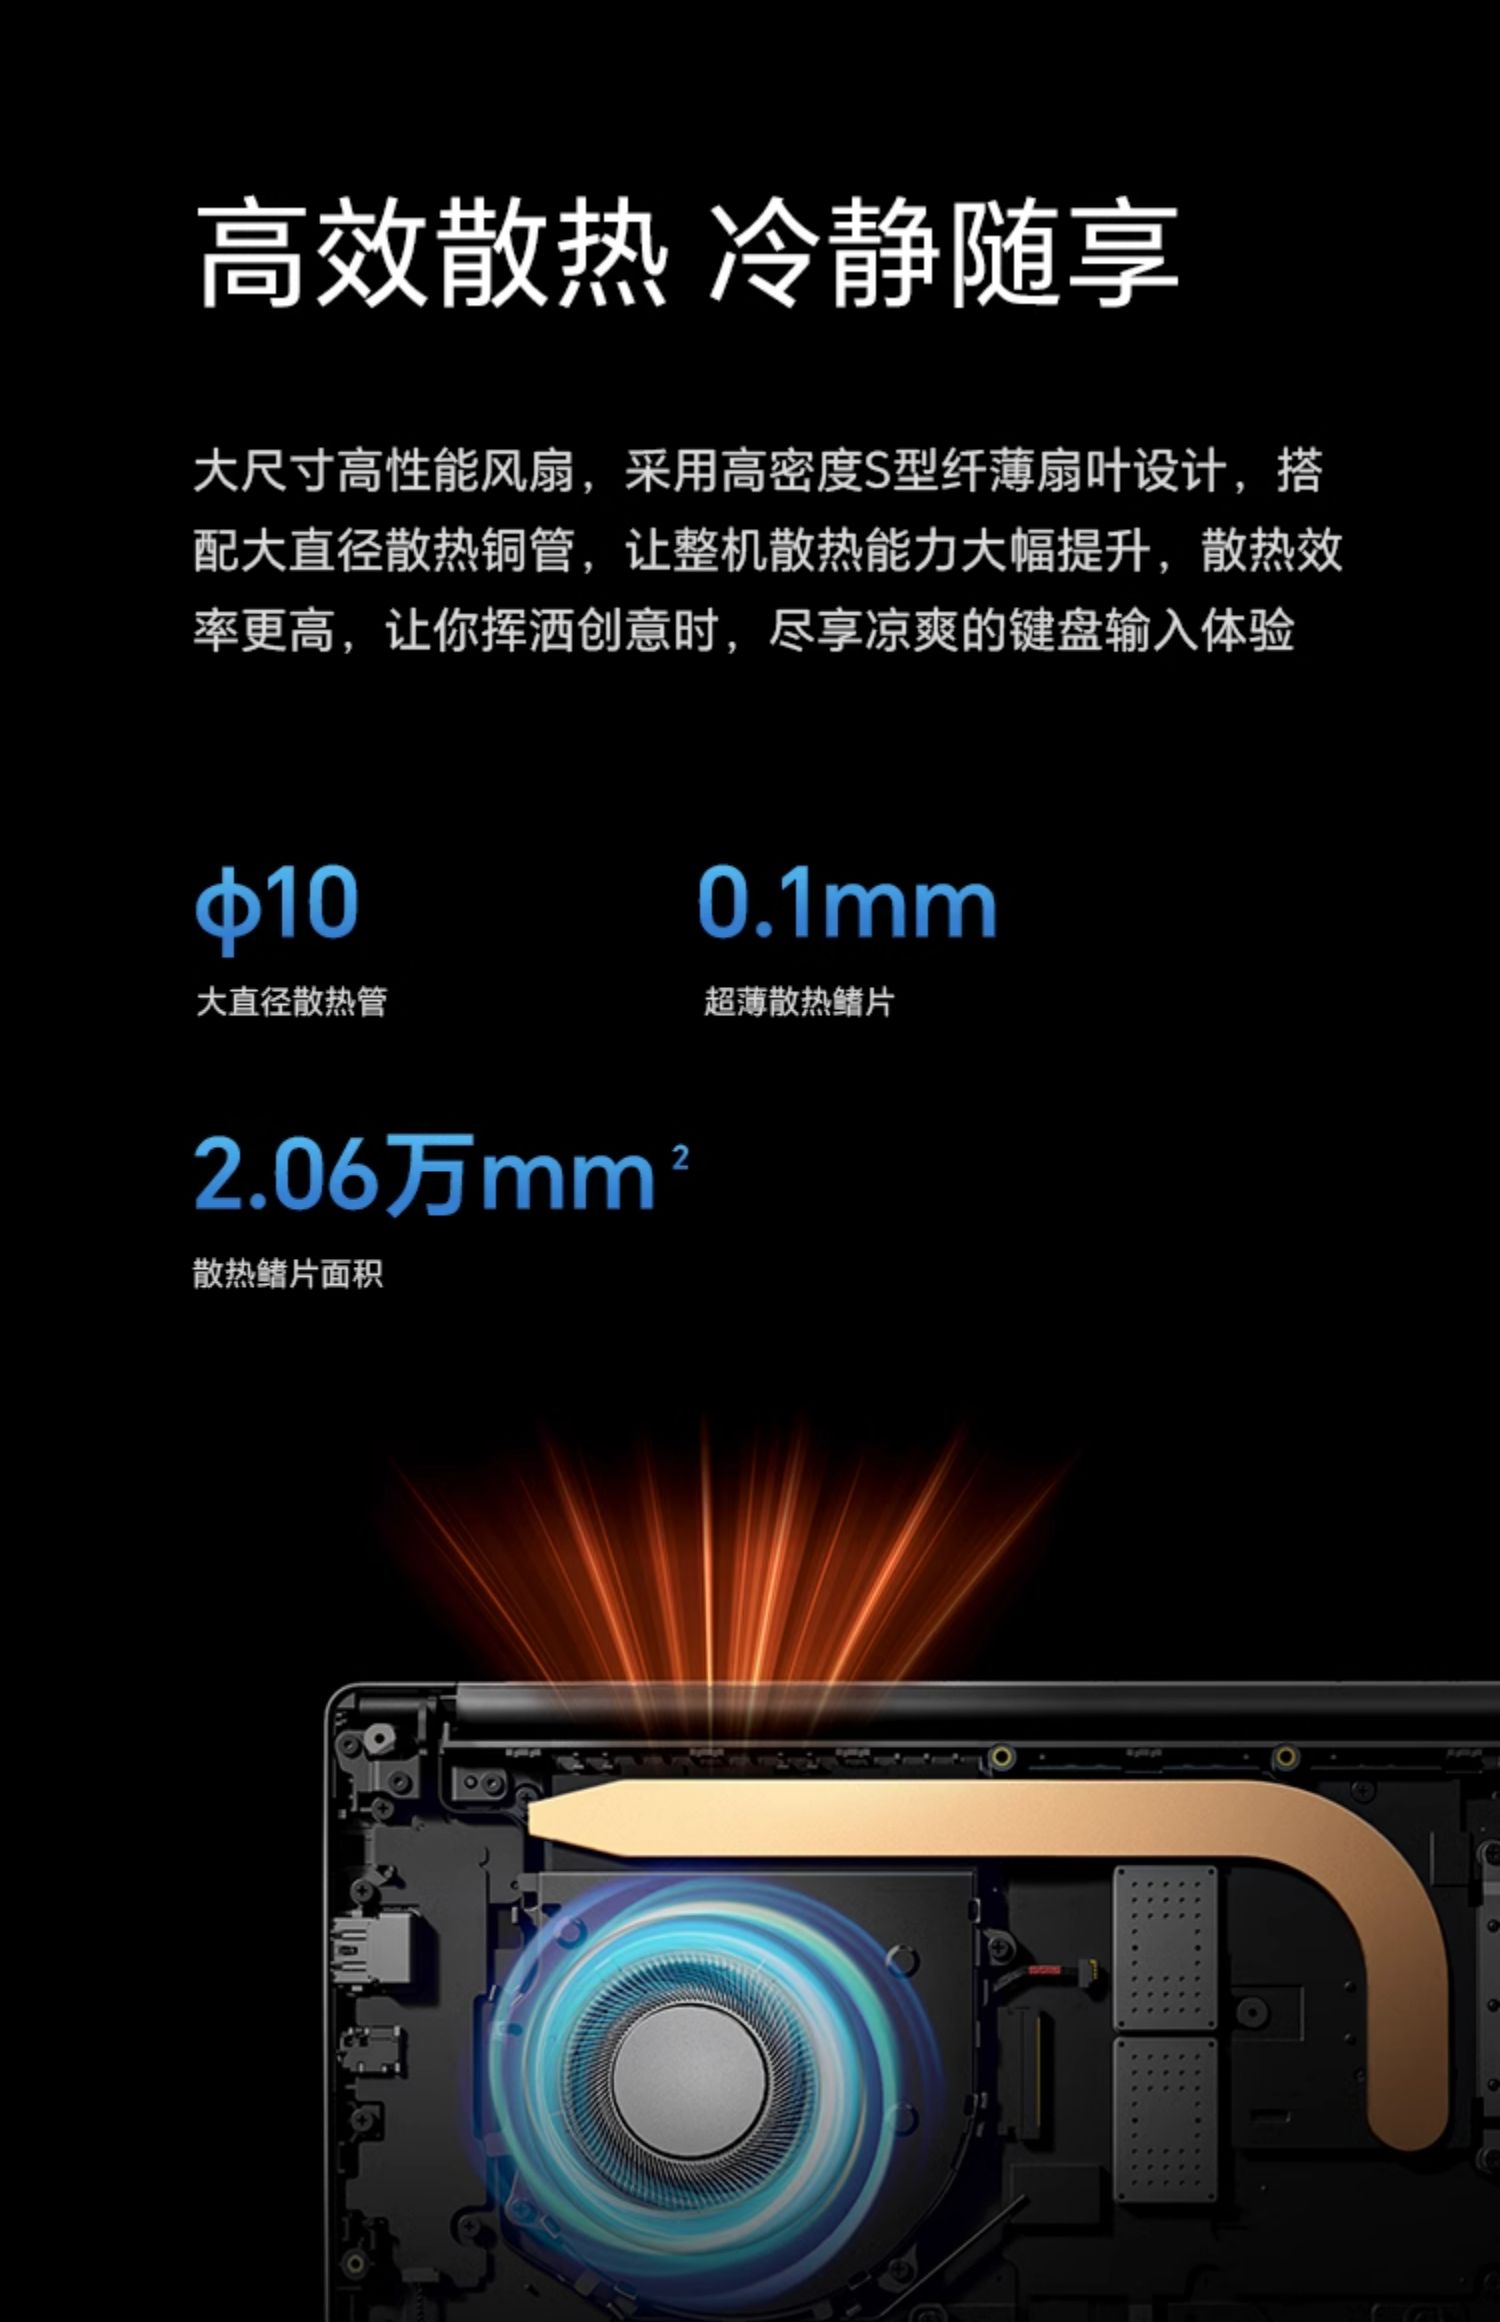 高效散热 冷静随享
大尺寸高性能风扇，采用高密度S型纤薄扇叶设计，搭
配大直径散热铜管，让整机散热能力大幅提升，散热效
率更高，让你挥洒创意时，尽享凉爽的键盘输入体验
ф10
大直径散热管
0.1mm
超薄散热鳍片
2.06万mm²
散热鳍片面积